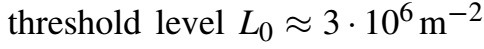 threshold level L₀ ≈ 3 · 10⁶ m⁻²